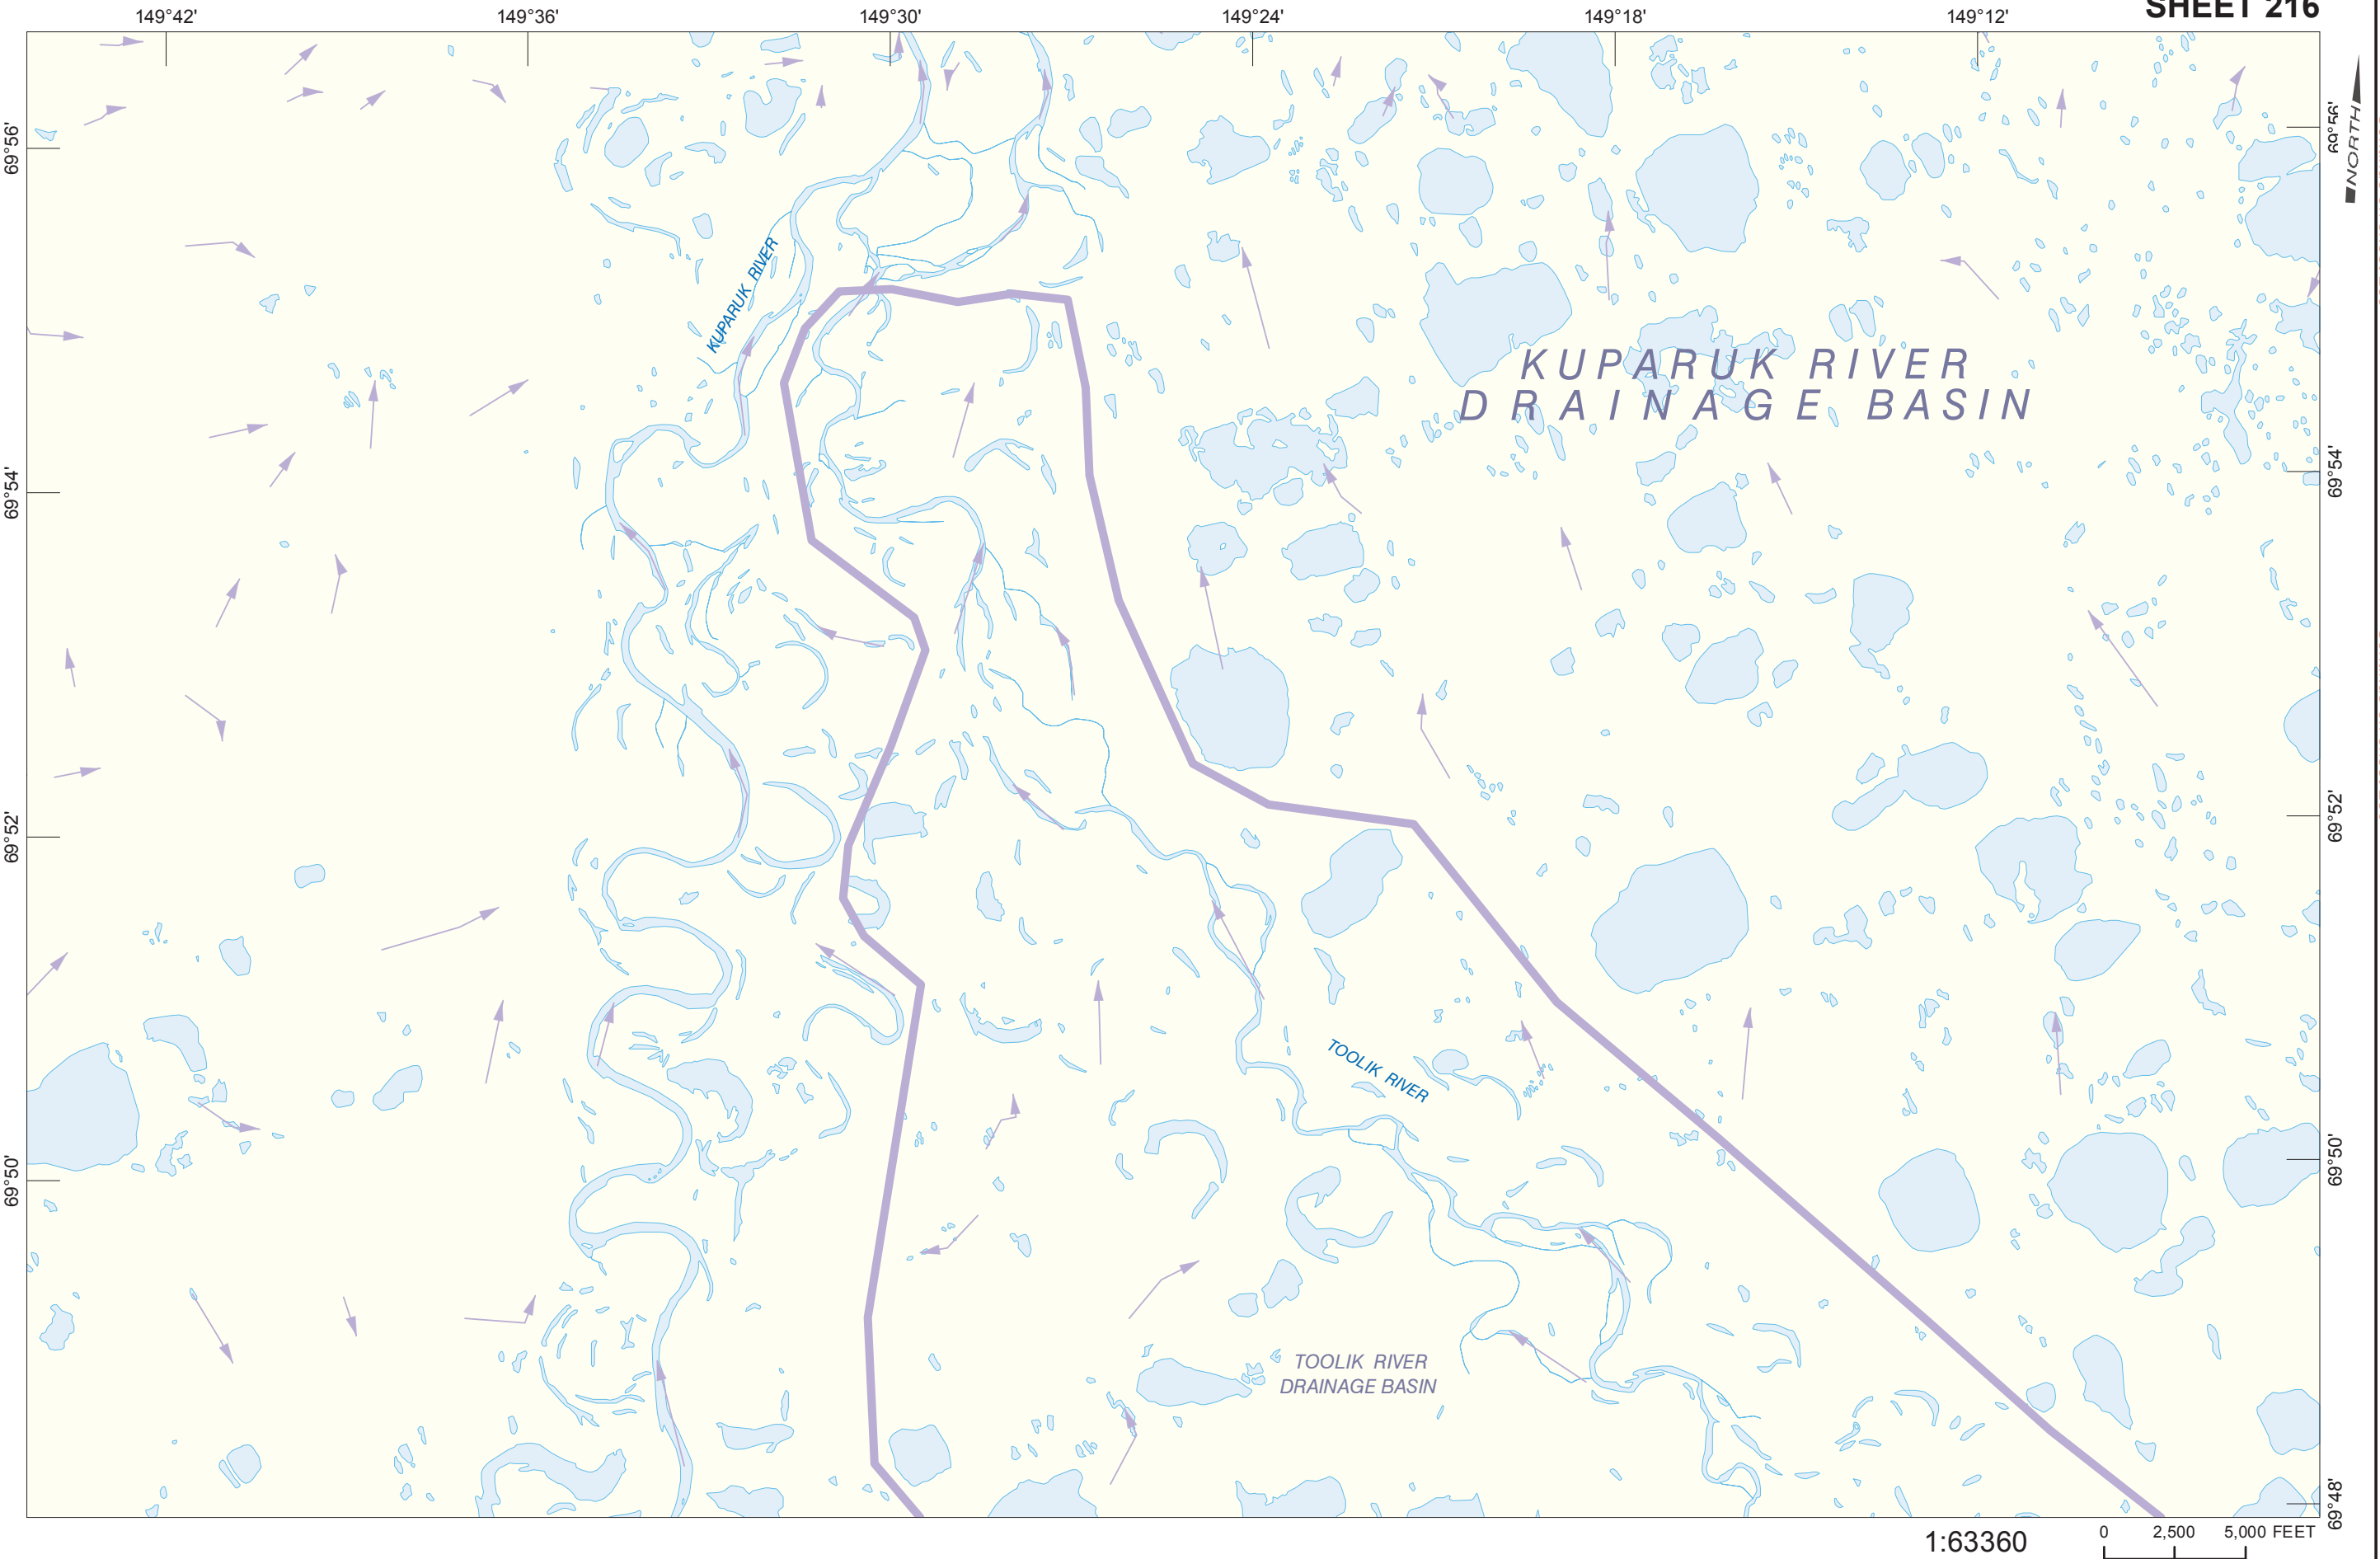 SHEET 216
149°42'
149°36'
149°30'
149°24'
149°18'
149°12'
69°56'
69°56'
NORTH
KUPARUK RIVER
KUPARUK RIVER
DRAINAGE BASIN
69°54'
69°54'
69°52'
69°52'
TOOLIK RIVER
69°50'
69°50'
TOOLIK RIVER
DRAINAGE BASIN
69°48'
1:63360
0 2,500 5,000 FEET